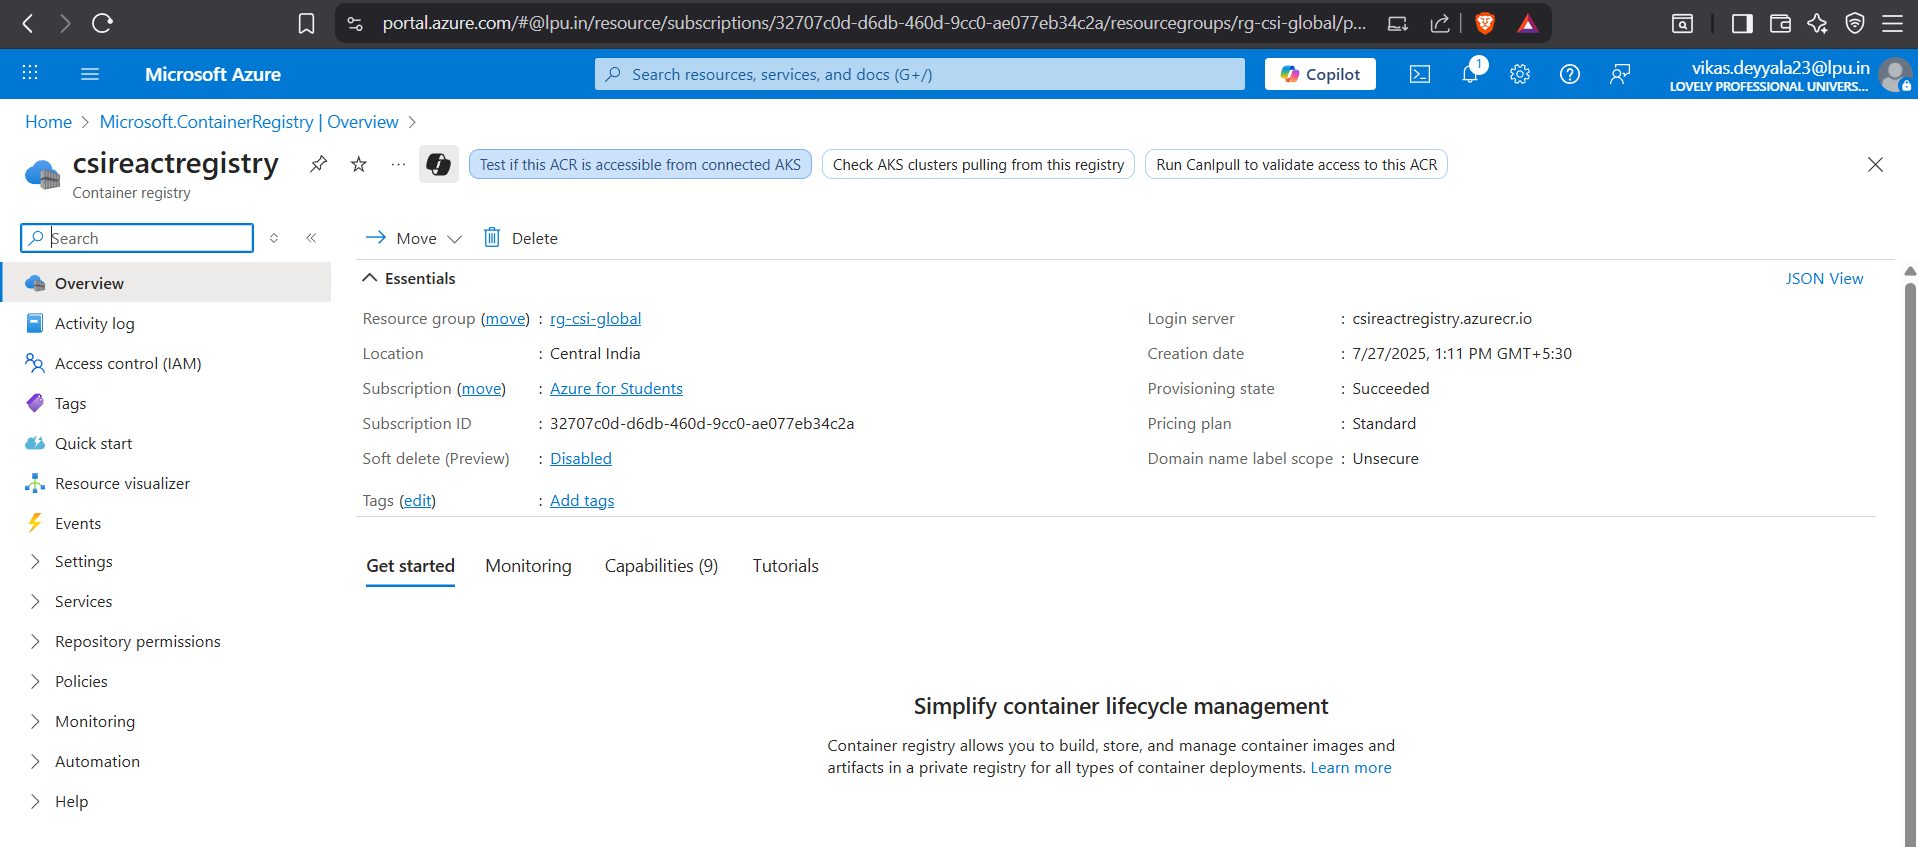 portal.azure.com/#@lpu.in/resource/subscriptions/32707c0d-d6db-460d-9cc0-ae077eb34c2a/resourcegroups/rg-csi-global/p...
Microsoft Azure
Search resources, services, and docs (G+/)
Copilot
1
vikas.deyyala23@lpu.in
LOVELY PROFESSIONAL UNIVERS...
Home > Microsoft.ContainerRegistry | Overview >
csireactregistry
Container registry
Test if this ACR is accessible from connected AKS
Check AKS clusters pulling from this registry
Run CanIpull to validate access to this ACR
Search
Move
Delete
Overview
Activity log
Access control (IAM)
Tags
Quick start
Resource visualizer
Events
Settings
Services
Repository permissions
Policies
Monitoring
Automation
Help
Essentials
JSON View
Resource group (move) : rg-csi-global
Location : Central India
Subscription (move) : Azure for Students
Subscription ID : 32707c0d-d6db-460d-9cc0-ae077eb34c2a
Soft delete (Preview) : Disabled
Tags (edit) : Add tags
Login server : csireactregistry.azurecr.io
Creation date : 7/27/2025, 1:11 PM GMT+5:30
Provisioning state : Succeeded
Pricing plan : Standard
Domain name label scope : Unsecure
Get started
Monitoring
Capabilities (9)
Tutorials
Simplify container lifecycle management
Container registry allows you to build, store, and manage container images and
artifacts in a private registry for all types of container deployments. Learn more